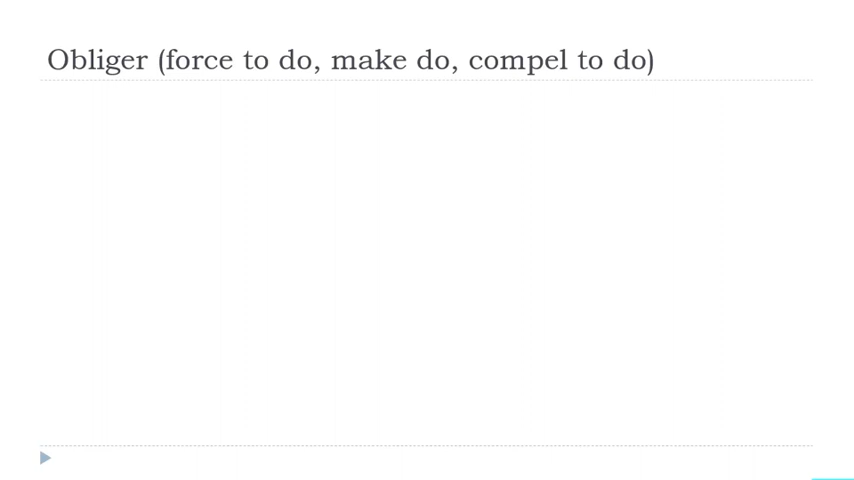 Obliger (force to do, make do, compel to do)